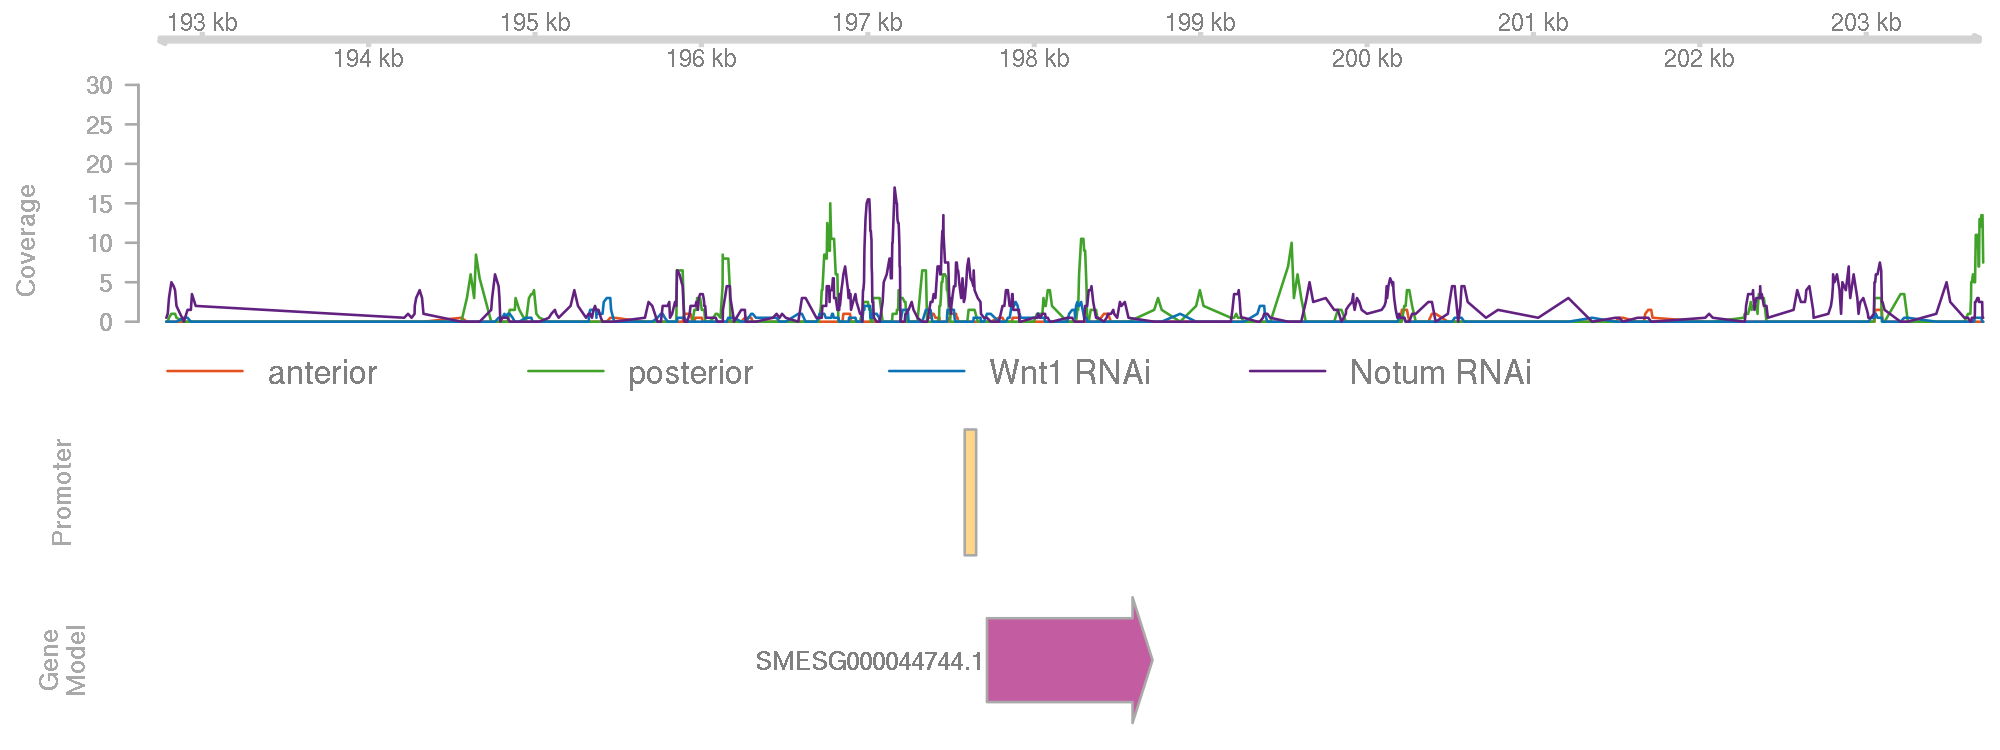 193 kb 195 kb 197 kb 199 kb 201 kb 203 kb
194 kb 196 kb 198 kb 200 kb 202 kb
30
25
20
15
10
5
0
Coverage
anterior posterior Wnt1 RNAi Notum RNAi
Promoter
Gene
Model
SMESG000044744.1